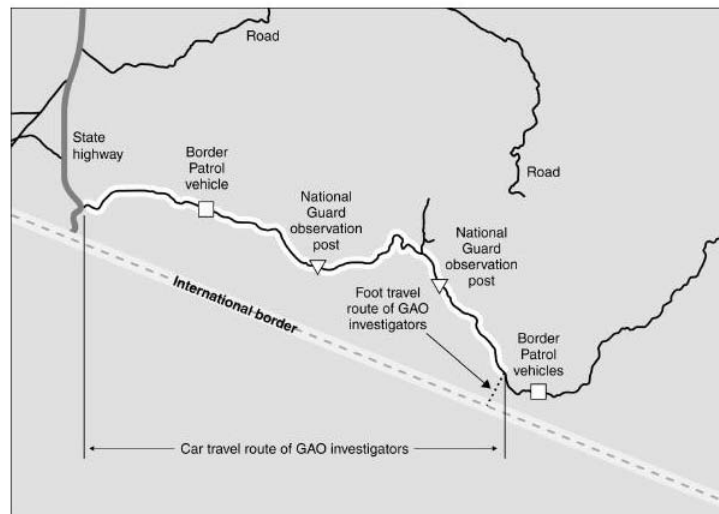 Road
State
highway
Border
Patrol
vehicle
Road
National
Guard
observation
post
National
Guard
observation
post
International border
Foot travel
route of GAO
investigators
Border
Patrol
vehicles
Car travel route of GAO investigators